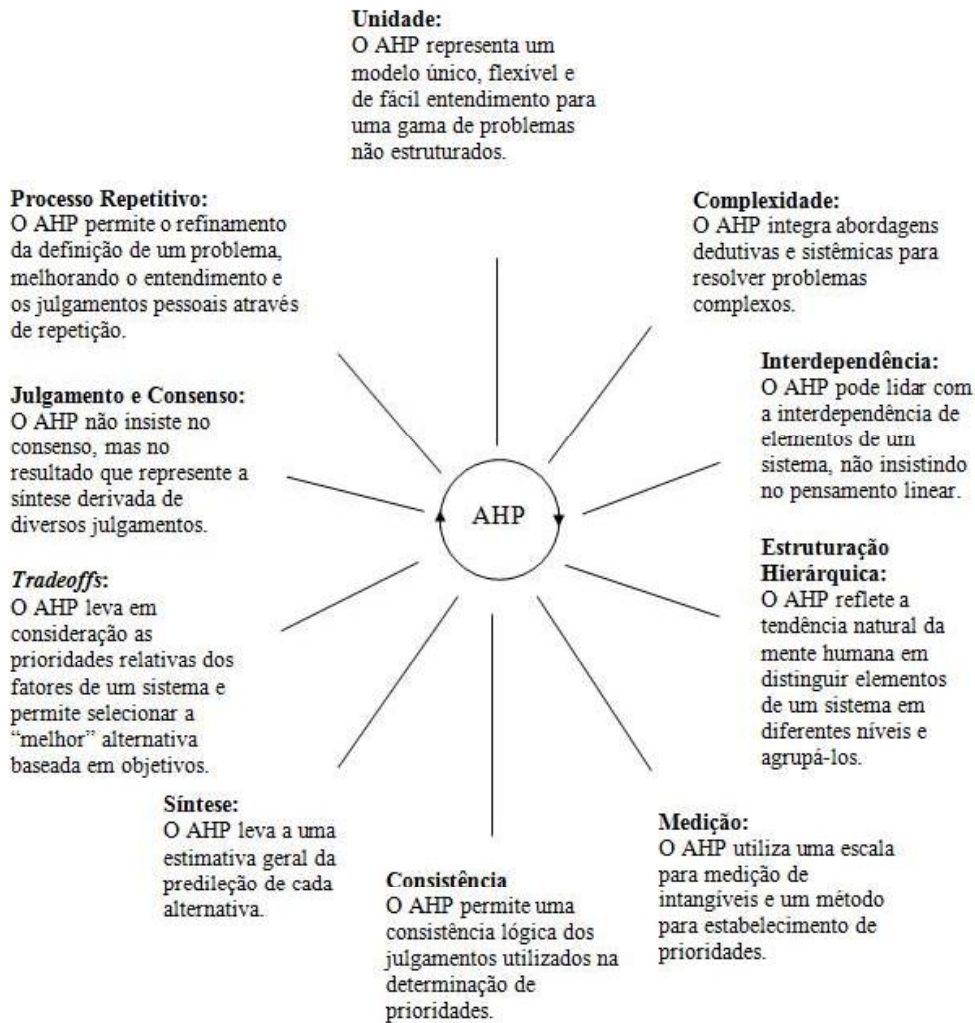 Unidade:
O AHP representa um
modelo único, flexível e
de fácil entendimento para
uma gama de problemas
não estruturados.
Processo Repetitivo:
O AHP permite o refinamento
da definição de um problema,
melhorando o entendimento e
os julgamentos pessoais através
de repetição.
Complexidade:
O AHP integra abordagens
dedutivas e sistêmicas para
resolver problemas
complexos.
Julgamento e Consenso:
O AHP não insiste no
consenso, mas no
resultado que represente a
síntese derivada de
diversos julgamentos.
Interdependência:
O AHP pode lidar com
a interdependência de
elementos de um
sistema, não insistindo
no pensamento linear.
AHP
Tradeoffs:
O AHP leva em
consideração as
prioridades relativas dos
fatores de um sistema e
permite selecionar a
“melhor” alternativa
baseada em objetivos.
Estruturação
Hierárquica:
O AHP reflete a
tendência natural da
mente humana em
distinguir elementos
de um sistema em
diferentes níveis e
agrupá-los.
Síntese:
O AHP leva a uma
estimativa geral da
predileção de cada
alternativa.
Consistência
O AHP permite uma
consistência lógica dos
julgamentos utilizados na
determinação de
prioridades.
Medição:
O AHP utiliza uma escala
para medição de
intangíveis e um método
para estabelecimento de
prioridades.